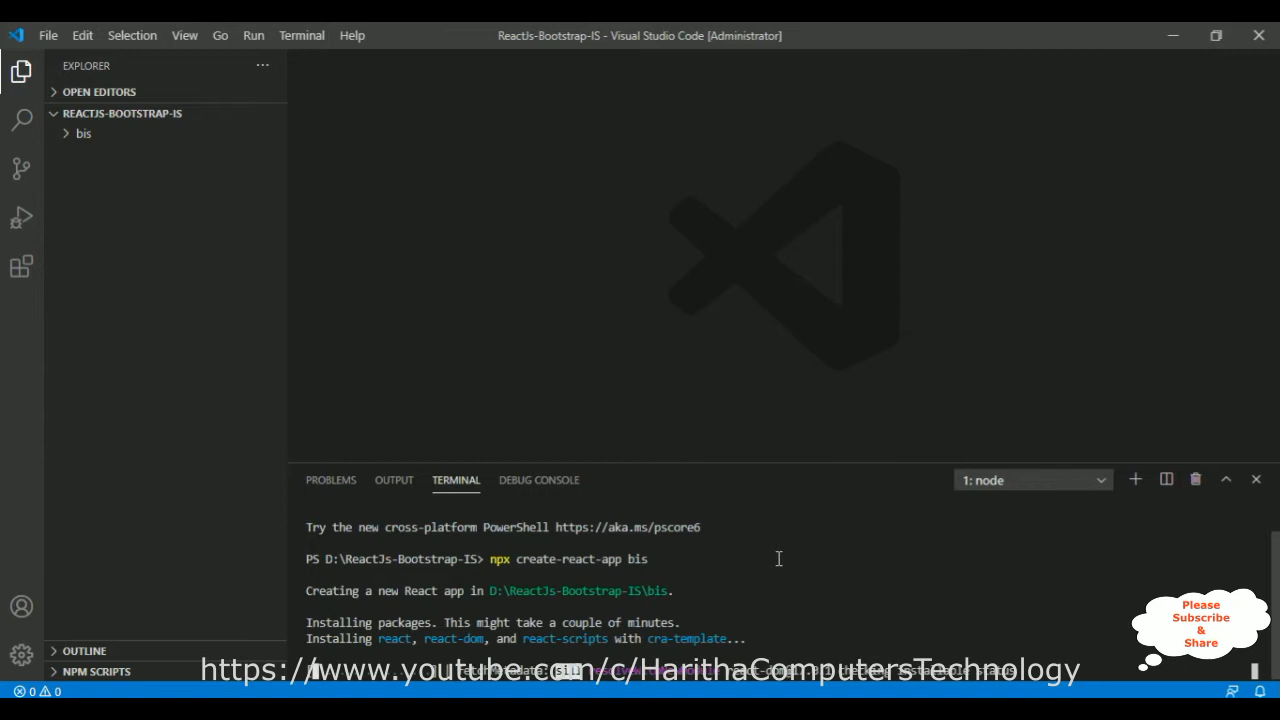 File Edit Selection View Go Run Terminal Help
ReactJs-Bootstrap-IS - Visual Studio Code [Administrator]
EXPLORER
OPEN EDITORS
REACTJS-BOOTSTRAP-IS
bis
PROBLEMS OUTPUT TERMINAL DEBUG CONSOLE
1: node
Try the new cross-platform PowerShell https://aka.ms/pscore6
PS D:\ReactJs-Bootstrap-IS> npx create-react-app bis
Creating a new React app in D:\ReactJs-Bootstrap-IS\bis.
Installing packages. This might take a couple of minutes.
Installing react, react-dom, and react-scripts with cra-template...
Please
Subscribe
&
Share
OUTLINE
NPM SCRIPTS
https://www.youtube.com/c/HarithaComputersTechnology
0 0